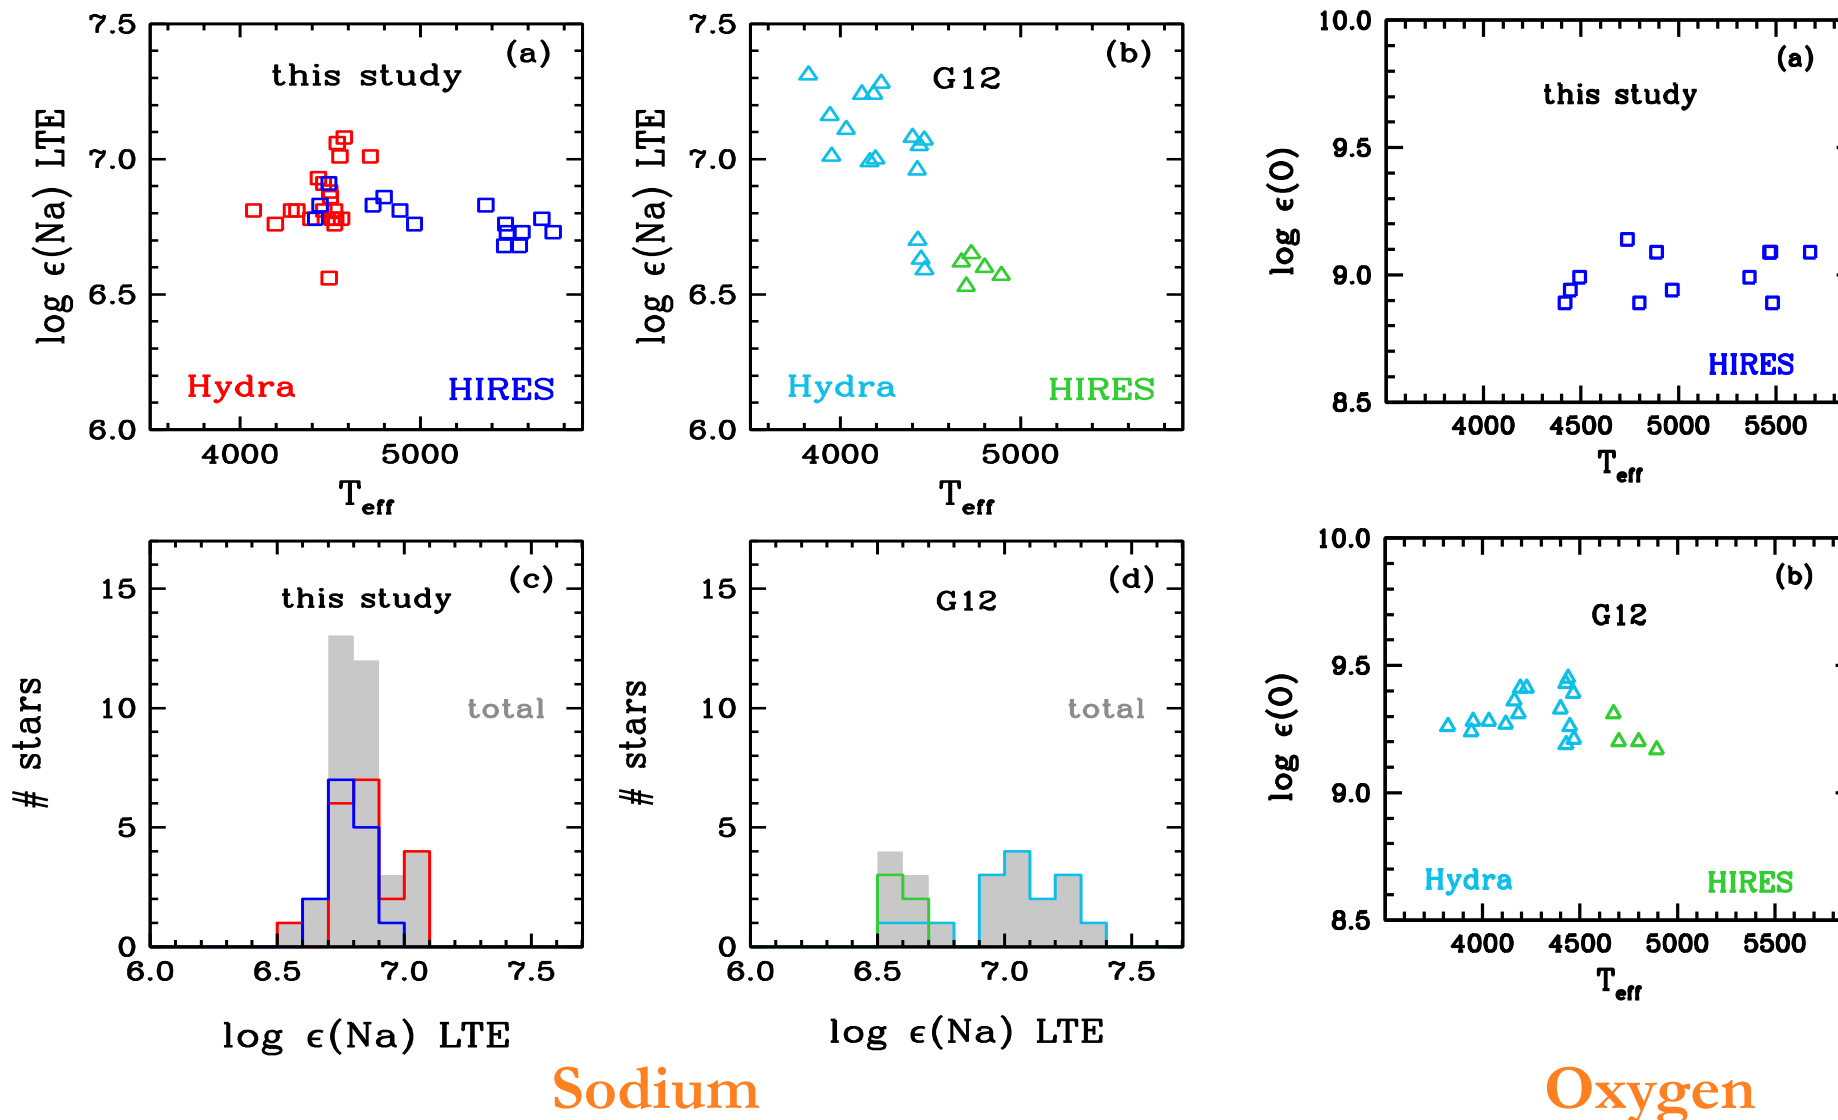 7.5
7.0
6.5
6.0
log ϵ(Na) LTE
(a)
this study
Hydra
HIRES
4000
5000
Teff
7.5
7.0
6.5
6.0
log ϵ(Na) LTE
(b)
G12
Hydra
HIRES
4000
5000
Teff
10.0
9.5
9.0
8.5
log ϵ(O)
(a)
this study
HIRES
4000
4500
5000
5500
Teff
15
10
5
0
# stars
(c)
this study
total
6.0
6.5
7.0
7.5
log ϵ(Na) LTE
15
10
5
0
# stars
(d)
G12
total
6.0
6.5
7.0
7.5
log ϵ(Na) LTE
10.0
9.5
9.0
8.5
log ϵ(O)
(b)
G12
Hydra
HIRES
4000
4500
5000
5500
Teff
Sodium
Oxygen